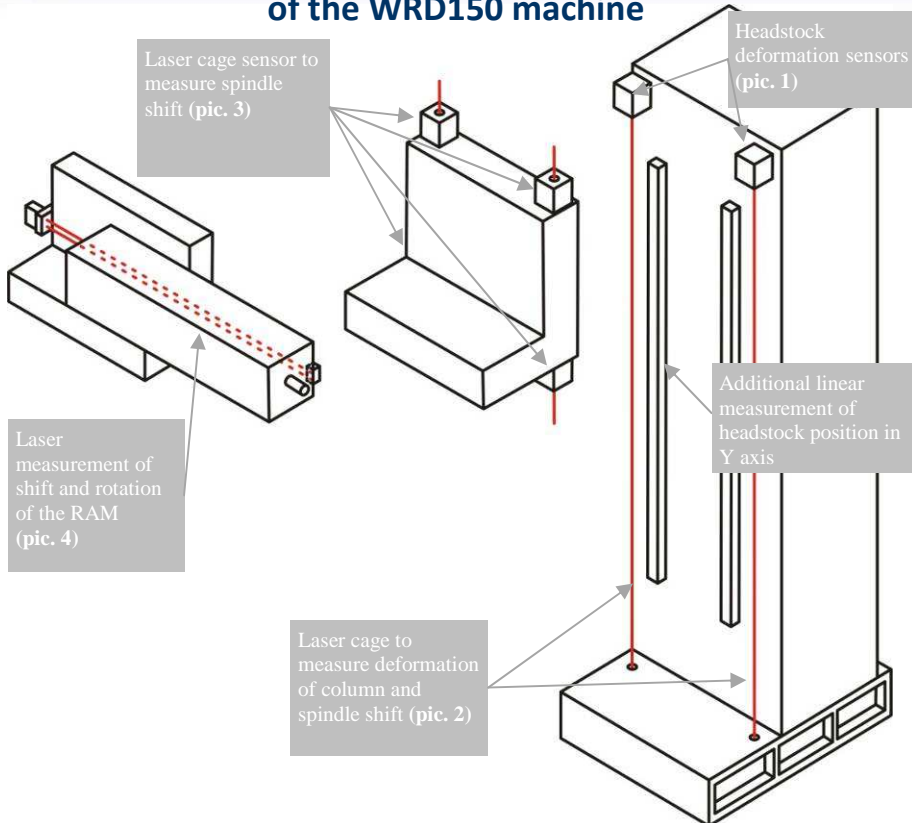 of the WRD150 machine
Laser cage sensor to
measure spindle
shift (pic. 3)
Headstock
deformation sensors
(pic. 1)
Additional linear
measurement of
headstock position in
Y axis
Laser
measurement of
shift and rotation
of the RAM
(pic. 4)
Laser cage to
measure deformation
of column and
spindle shift (pic. 2)